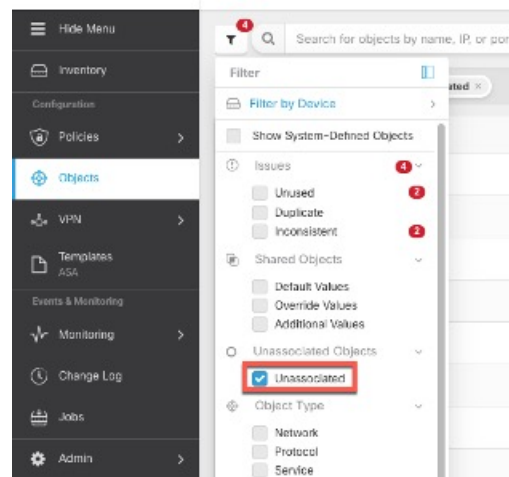 Hide Menu
Inventory
Configuration
Policies
Objects
VPN
Templates
ASA
Events & Monitoring
Monitoring
Change Log
Jobs
Admin
4
Search for objects by name, IP, or por
Filter
ated ×
Filter by Device
Show System-Defined Objects
Issues 4
Unused 2
Duplicate
Inconsistent 2
Shared Objects
Default Values
Override Values
Additional Values
Unassociated Objects
Unassociated
Object Type
Network
Protocol
Service